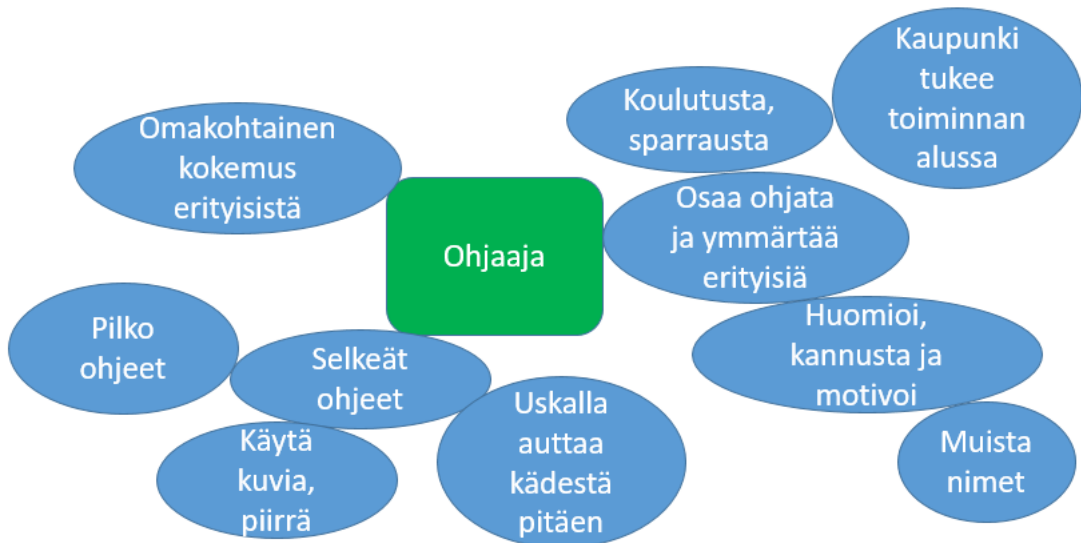 Kaupunki
tukee
toiminnan
alussa
Koulutusta,
sparrausta
Omakohtainen
kokemus
erityisistä
Osaa ohjata
ja ymmärtää
erityisiä
Ohjaaja
Pilko
ohjeet
Selkeät
ohjeet
Huomioi,
kannusta ja
motivoi
Käytä
kuvia,
piirrä
Uskalla
auttaa
kädestä
pitäen
Muista
nimet